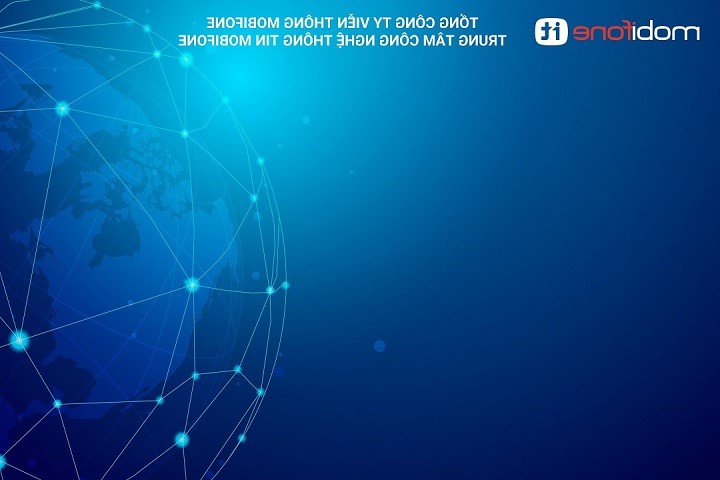 TỔNG CÔNG TY VIỄN THÔNG MOBIFONE
TRUNG TÂM CÔNG NGHỆ THÔNG TIN MOBIFONE
mobifone it